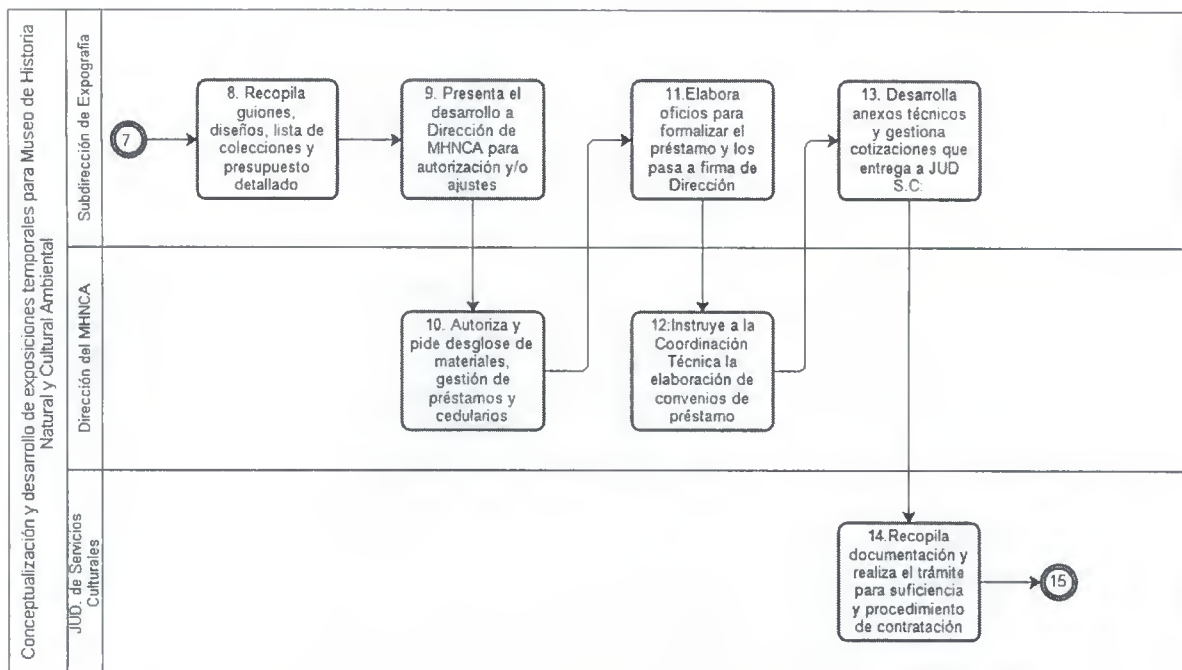 Conceptualización y desarrollo de exposiciones temporales para Museo de Historia
Natural y Cultural Ambiental
Subdirección de Expografía
7
8. Recopila
guiones,
diseños, lista de
colecciones y
presupuesto
detallado
9. Presenta el
desarrollo a
Dirección de
MHNCA para
autorización y/o
ajustes
11.Elabora
oficios para
formalizar el
préstamo y los
pasa a firma de
Dirección
13. Desarrolla
anexos técnicos
y gestiona
cotizaciones que
entrega a JUD
S.C.
Dirección del MHNCA
10. Autoriza y
pide desglose de
materiales,
gestión de
préstamos y
cedularios
12.Instruye a la
Coordinación
Técnica la
elaboración de
convenios de
préstamo
JUD. de Servicios
Culturales
14.Recopila
documentación y
realiza el trámite
para suficiencia
y procedimiento
de contratación
15